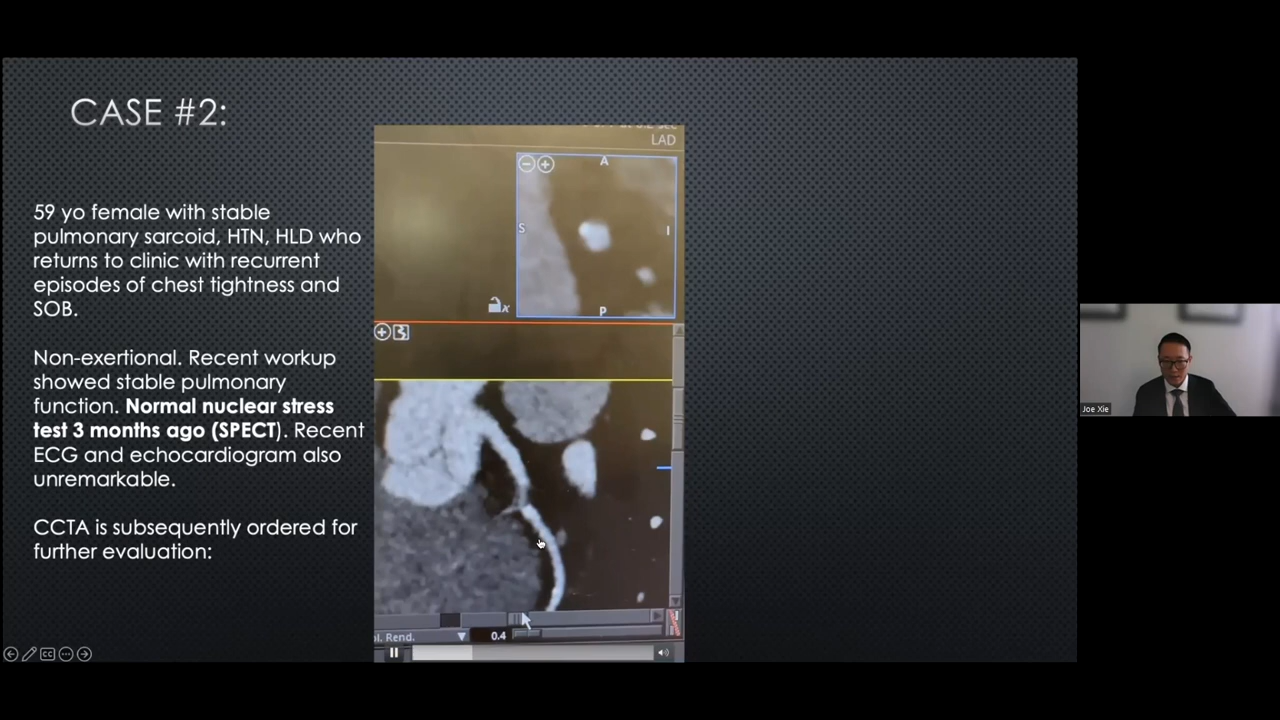 CASE #2:
59 yo female with stable
pulmonary sarcoid, HTN, HLD who
returns to clinic with recurrent
episodes of chest tightness and
SOB.
Non-exertional. Recent workup
showed stable pulmonary
function. Normal nuclear stress
test 3 months ago (SPECT). Recent
ECG and echocardiogram also
unremarkable.
CCTA is subsequently ordered for
further evaluation:
LAD
A
S
I
P
x
Rend.
0.4
CC
Joe Xie